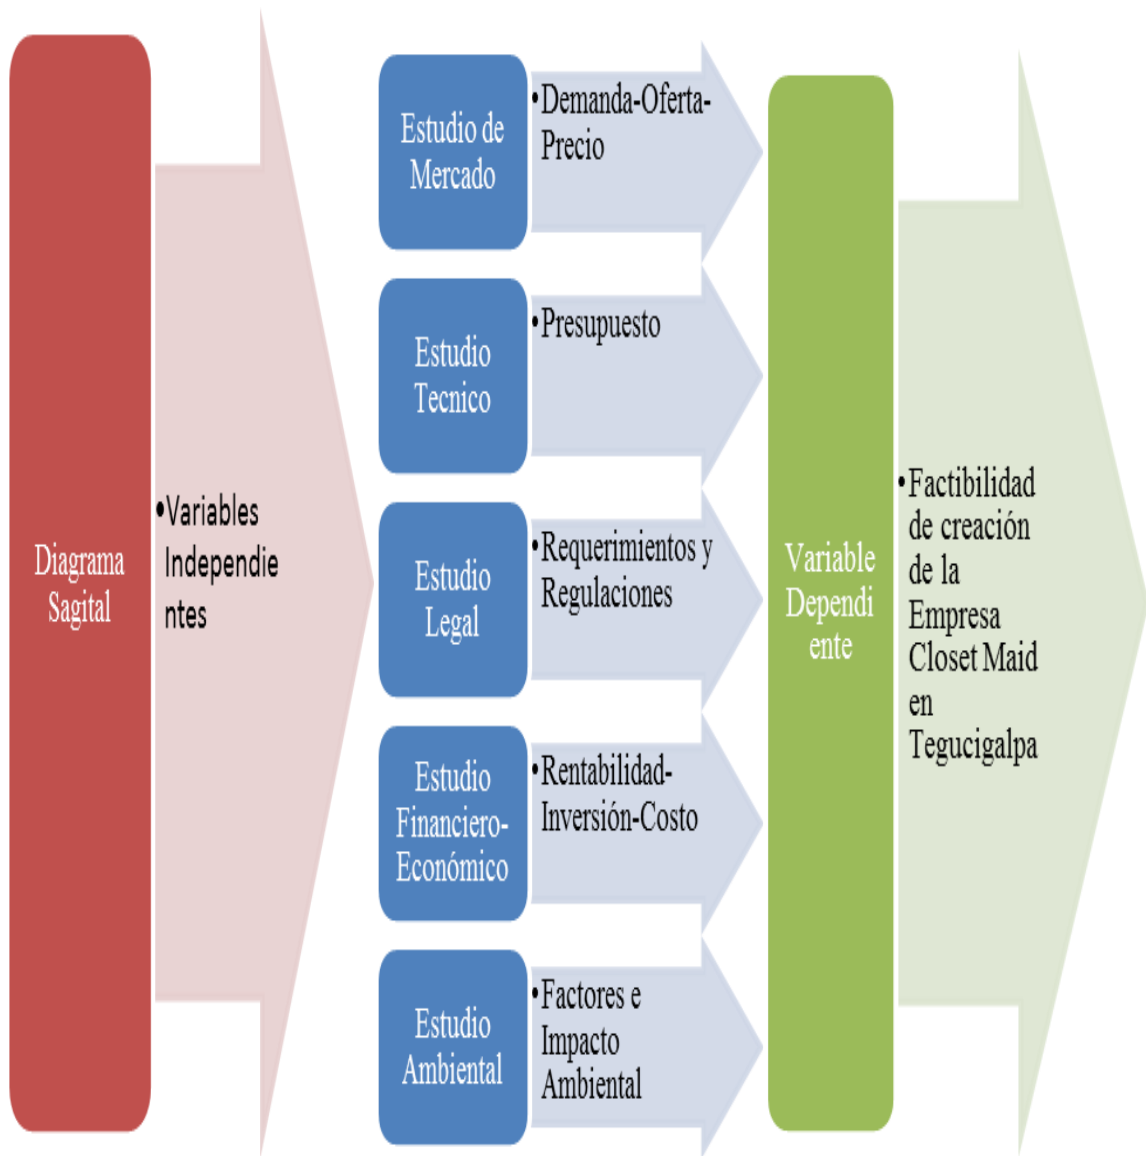 Diagrama
Sagital
•Variables
Independie
ntes
Estudio de
Mercado
•Demanda-Oferta-
Precio
Estudio
Tecnico
•Presupuesto
Estudio
Legal
•Requerimientos y
Regulaciones
Estudio
Financiero-
Económico
•Rentabilidad-
Inversión-Costo
Estudio
Ambiental
•Factores e
Impacto
Ambiental
Variable
Dependi
ente
•Factibilidad
de creación
de la
Empresa
Closet Maid
en
Tegucigalpa